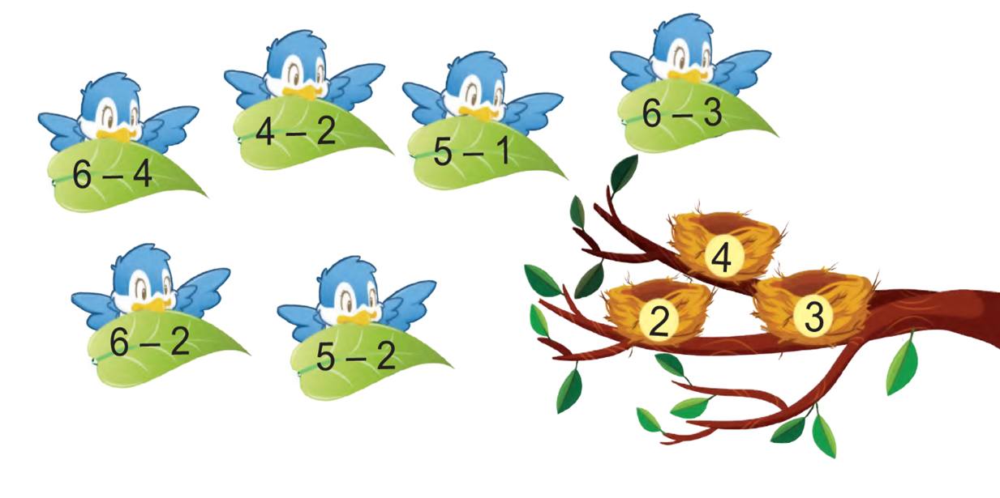 6 – 4
4 – 2
5 – 1
6 – 3
6 – 2
5 – 2
4
2
3